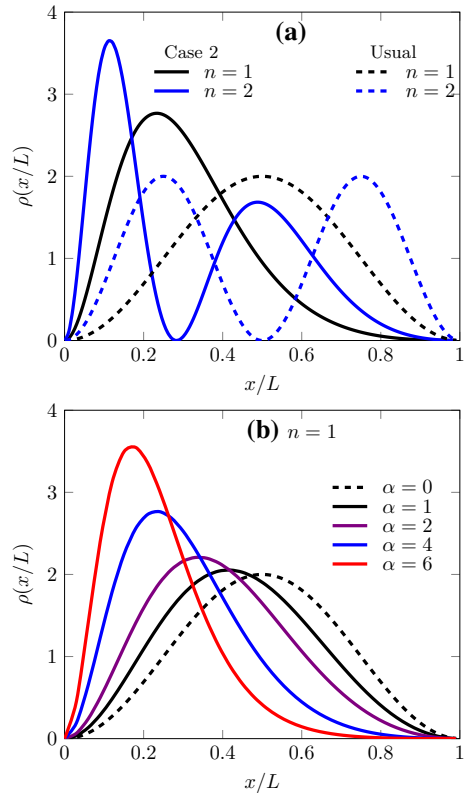 (a)
Case 2 Usual
n = 1 n = 1
n = 2 n = 2
ρ(x/L)
4
3
2
1
0
0 0.2 0.4 0.6 0.8 1
x/L
(b) n = 1
α = 0
α = 1
α = 2
α = 4
α = 6
ρ(x/L)
4
3
2
1
0
0 0.2 0.4 0.6 0.8 1
x/L